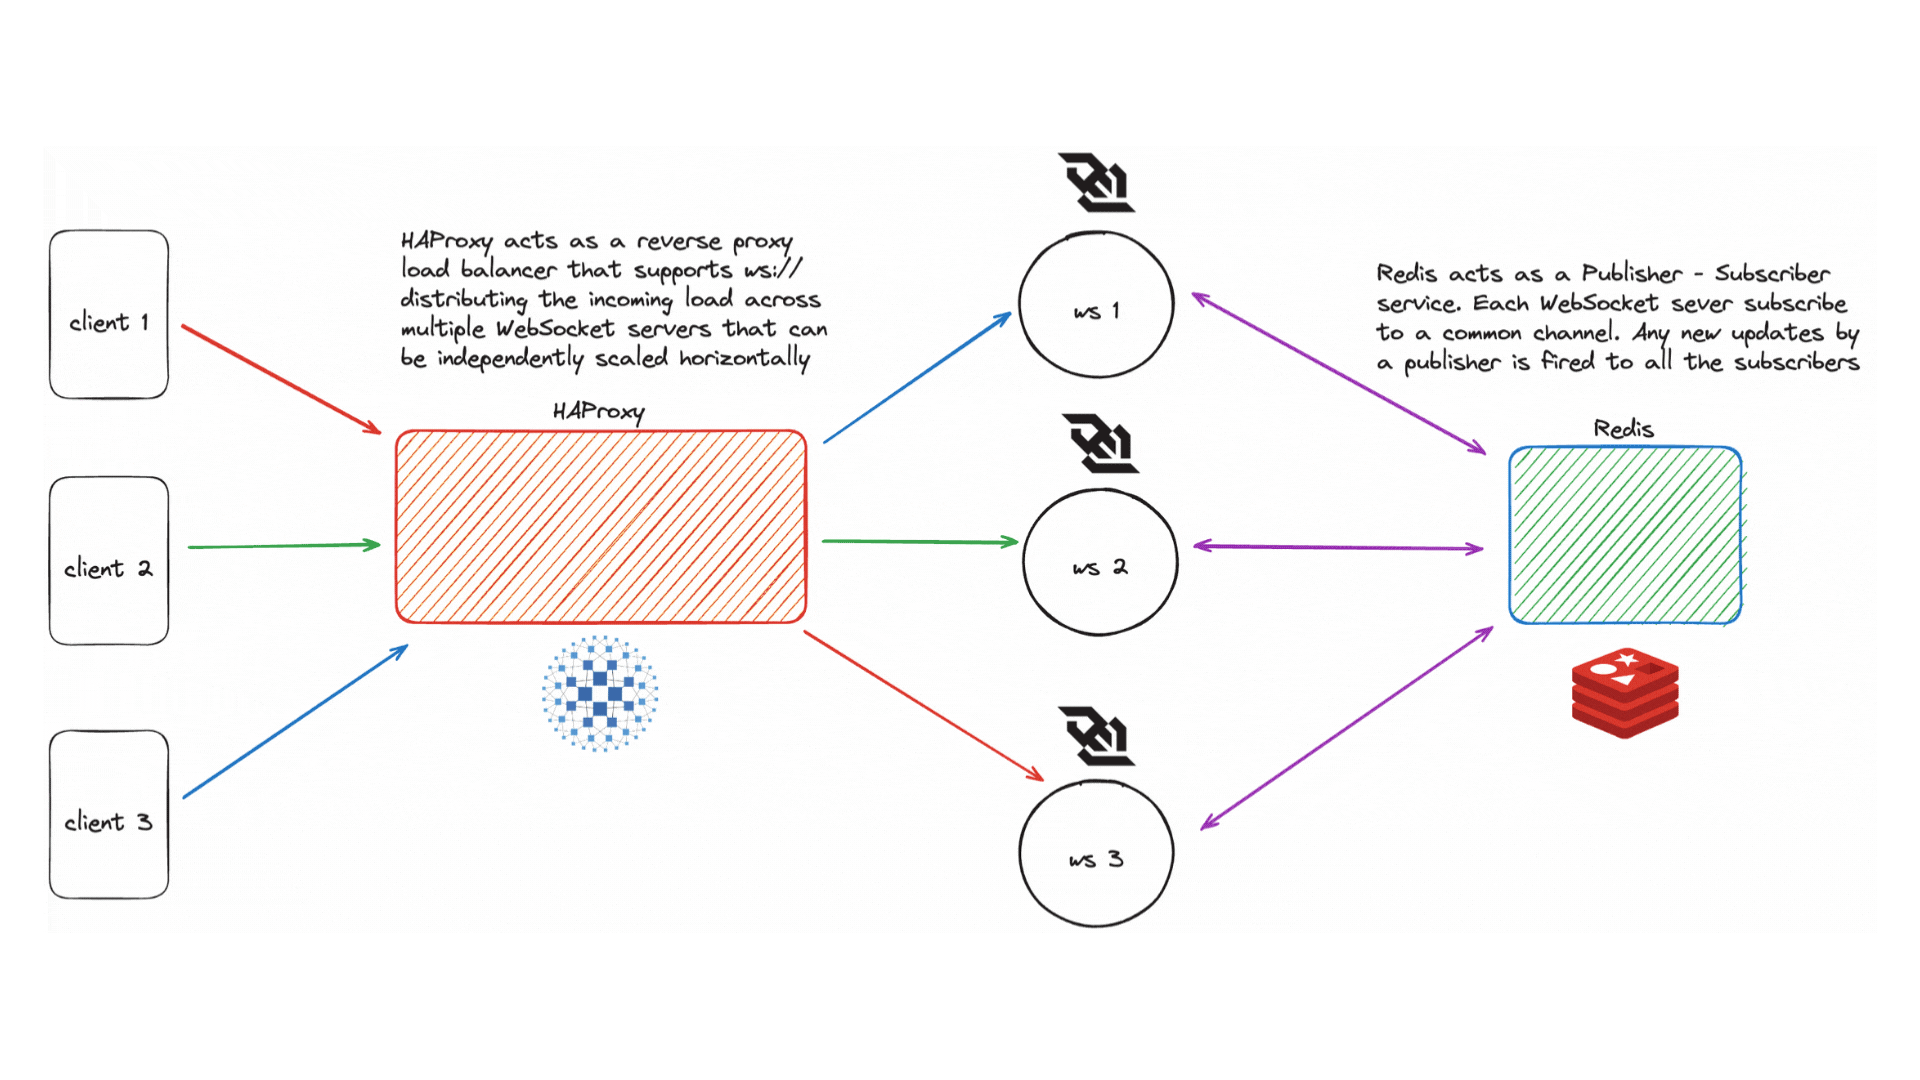 client 1
client 2
client 3
HAProxy acts as a reverse proxy
load balancer that supports ws://
distributing the incoming load across
multiple WebSocket servers that can
be independently scaled horizontally
HAProxy
ws 1
ws 2
ws 3
Redis acts as a Publisher - Subscriber
service. Each WebSocket sever subscribe
to a common channel. Any new updates by
a publisher is fired to all the subscribers
Redis